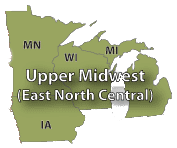 MN
WI
MI
Upper Midwest
(East North Central)
IA